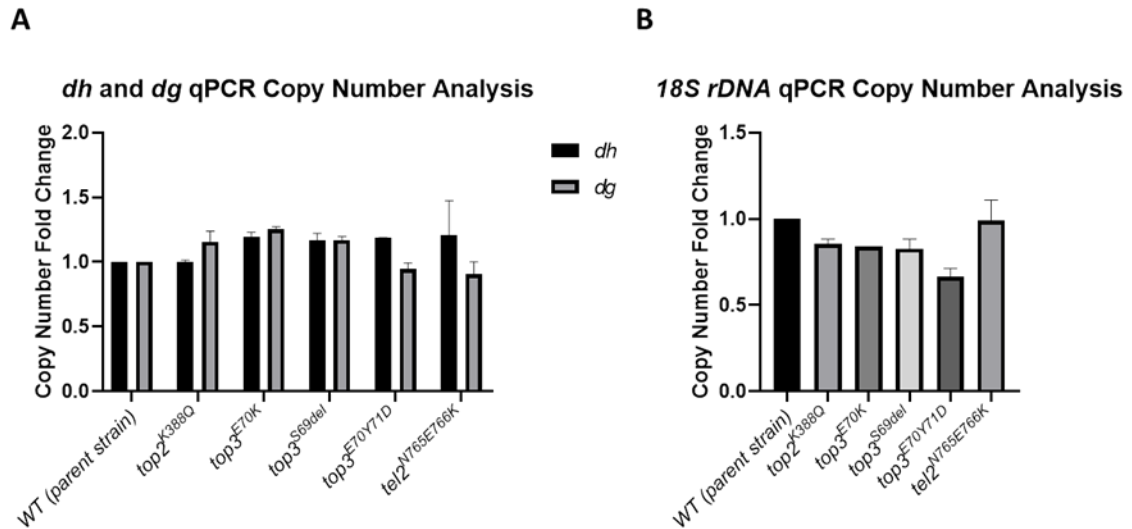 A
dh and dg qPCR Copy Number Analysis
Copy Number Fold Change
2.0
1.5
1.0
0.5
0.0
WT (parent strain)
top2K388Q
top3E70K
top3S69del
top3E70Y71D
tel2N765E766K
dh
dg
B
18S rDNA qPCR Copy Number Analysis
Copy Number Fold Change
1.5
1.0
0.5
0.0
WT (parent strain)
top2K388Q
top3E70K
top3S69del
top3E70Y71D
tel2N765E766K